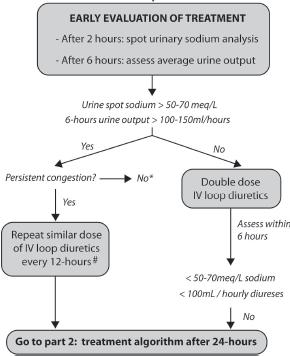 EARLY EVALUATION OF TREATMENT
- After 2 hours: spot urinary sodium analysis
- After 6 hours: assess average urine output
Urine spot sodium > 50-70 meq/L
6-hours urine output > 100-150ml/hours
Yes
No
Persistent congestion?
No*
Double dose
IV loop diuretics
Yes
Repeat similar dose
of IV loop diuretics
every 12-hours#
Assess within
6 hours
< 50-70meq/L sodium
< 100mL / hourly diureses
No
Go to part 2: treatment algorithm after 24-hours